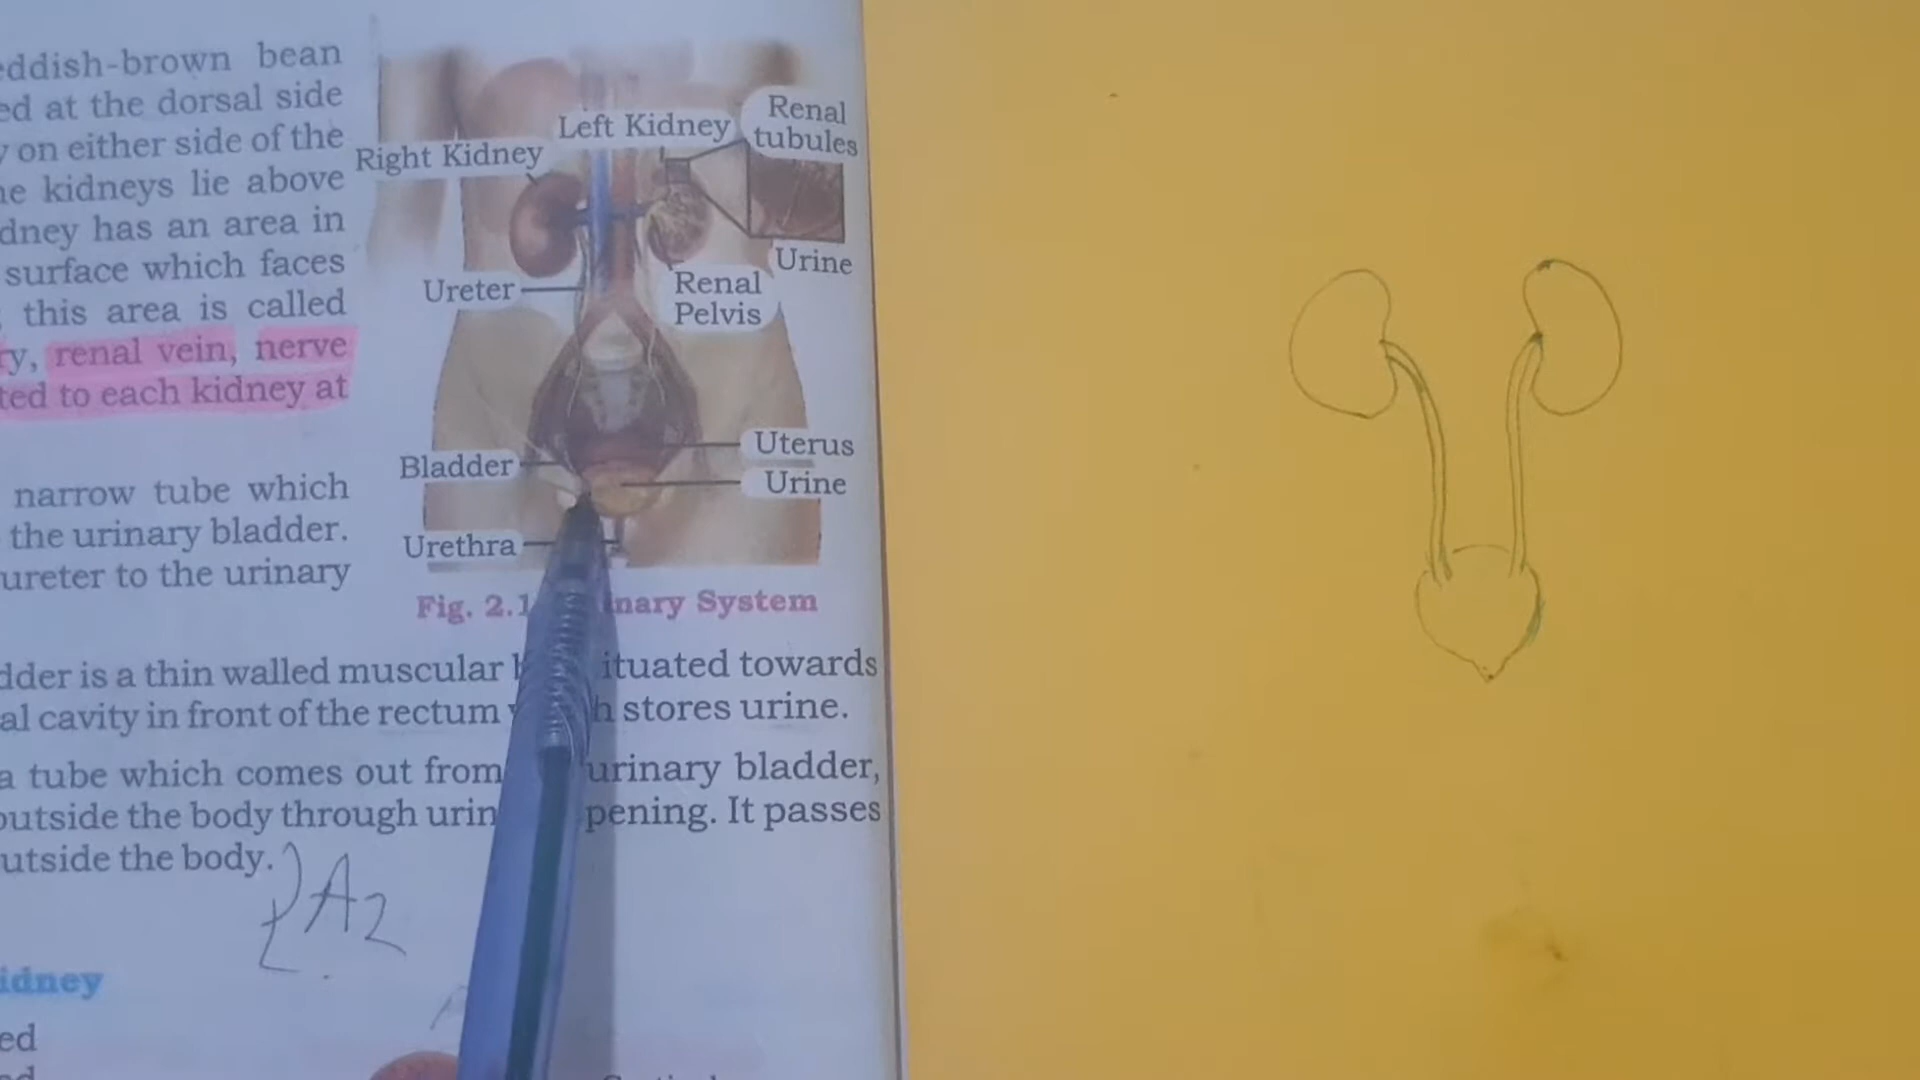 eddish-brown bean
ed at the dorsal side
y on either side of the
he kidneys lie above
dney has an area in
surface which faces
this area is called
ry, renal vein, nerve
ted to each kidney at
narrow tube which
the urinary bladder.
ureter to the urinary
Left Kidney
Renal
tubules
Right Kidney
Urine
Ureter
Renal
Pelvis
Bladder
Uterus
Urine
Urethra
Fig. 2.1 nary System
dder is a thin walled muscular b ituated towards
al cavity in front of the rectum w h stores urine.
a tube which comes out from urinary bladder,
outside the body through urin pening. It passes
utside the body.
A2
idney
ed